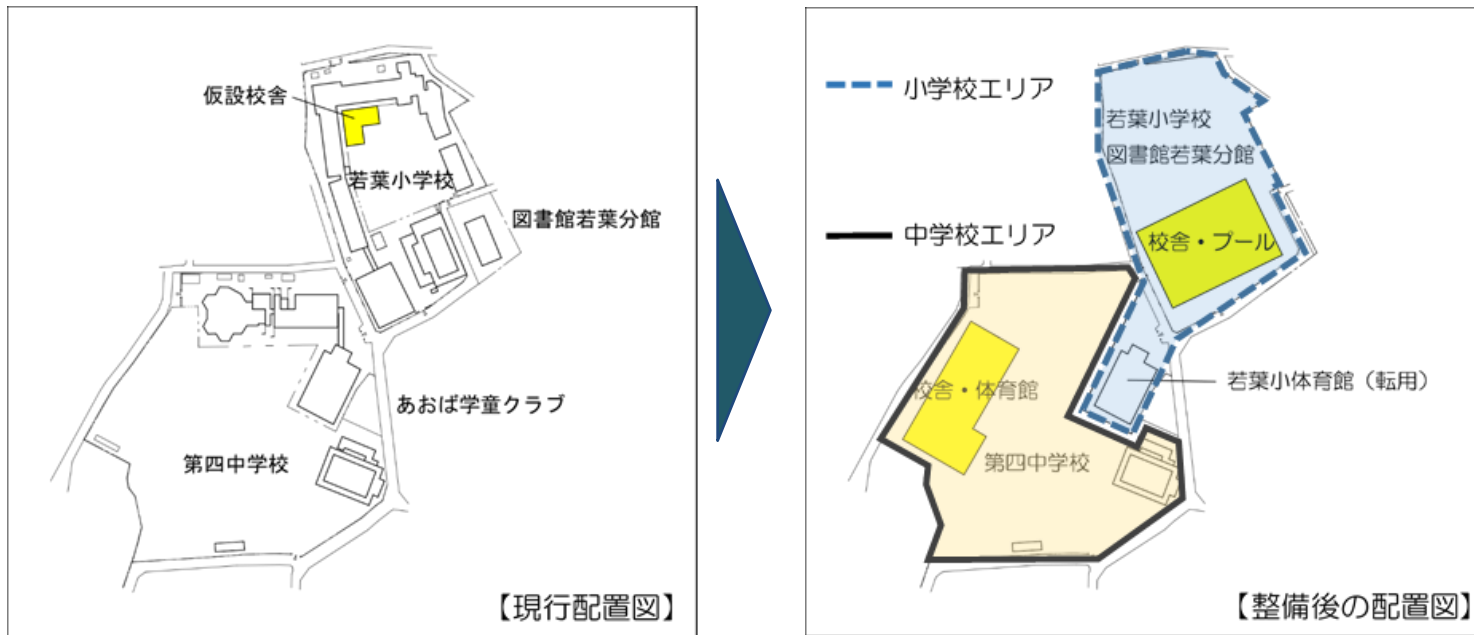 仮設校舎
若葉小学校
図書館若葉分館
あおば学童クラブ
第四中学校
【現行配置図】
小学校エリア
若葉小学校
図書館若葉分館
中学校エリア
校舎・プール
若葉小体育館（転用）
校舎・体育館
第四中学校
【整備後の配置図】